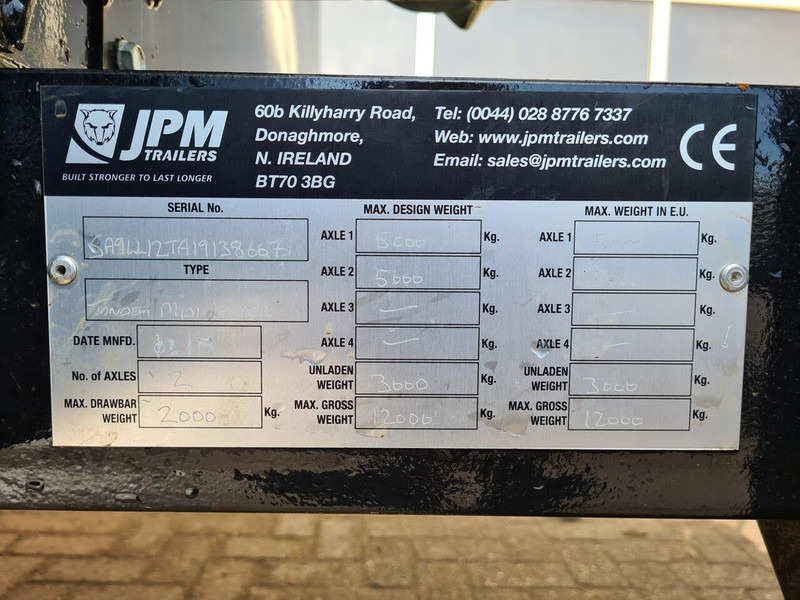 JPM
TRAILERS
BUILT STRONGER TO LAST LONGER
60b Killyharry Road,
Donaghmore,
N. IRELAND
BT70 3BG
Tel: (0044) 028 8776 7337
Web: www.jpmtrailers.com
Email: sales@jpmtrailers.com
CE
SERIAL No.
TYPE
TANDEM
DATE MNFD.
No. of AXLES 2
MAX. DRAWBAR
WEIGHT 2000 Kg.
MAX. DESIGN WEIGHT
AXLE 1 5000 Kg.
AXLE 2 5000 Kg.
AXLE 3 — Kg.
AXLE 4 — Kg.
UNLADEN
WEIGHT 3000 Kg.
MAX. GROSS
WEIGHT 12000 Kg.
MAX. WEIGHT IN E.U.
AXLE 1 Kg.
AXLE 2 Kg.
AXLE 3 — Kg.
AXLE 4 — Kg.
UNLADEN
WEIGHT 3000 Kg.
MAX. GROSS
WEIGHT 12000 Kg.